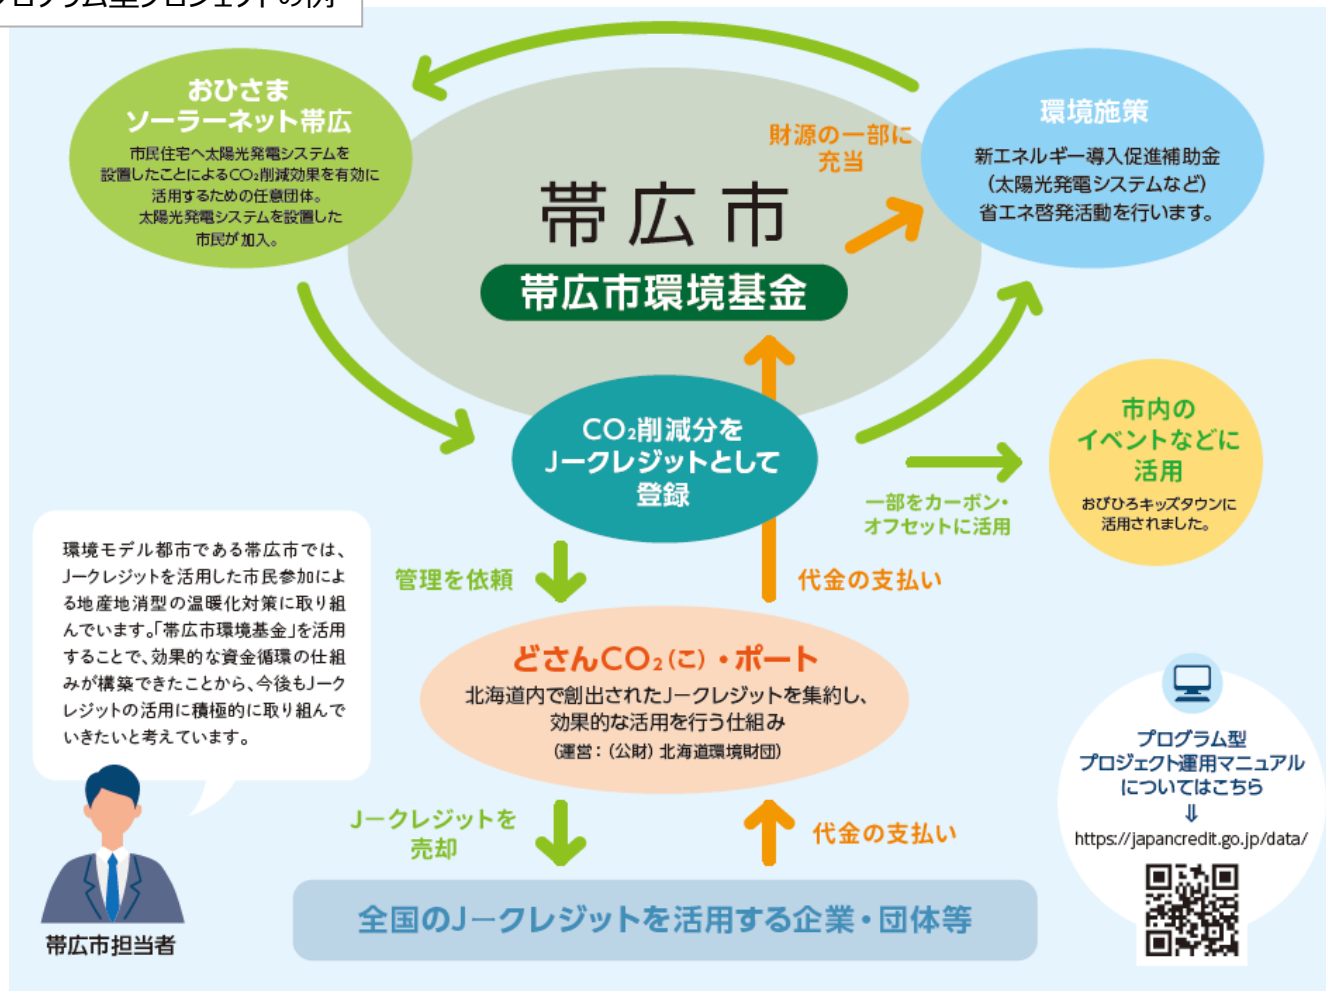 プログラム型プロジェクトの例
おひさま
ソーラーネット帯広
市民住宅へ太陽光発電システムを
設置したことによるCO₂削減効果を有効に
活用するための任意団体。
太陽光発電システムを設置した
市民が加入。
財源の一部に
充当
環境施策
新エネルギー導入促進補助金
(太陽光発電システムなど)
省エネ啓発活動を行います。
帯広市
帯広市環境基金
CO₂削減分を
J-クレジットとして
登録
市内の
イベントなどに
活用
おびひろキッズタウンに
活用されました。
一部をカーボン・
オフセットに活用
管理を依頼
代金の支払い
環境モデル都市である帯広市では、
J-クレジットを活用した市民参加によ
る地産地消型の温暖化対策に取り組
んでいます。「帯広市環境基金」を活用
することで、効果的な資金循環の仕組
みが構築できたことから、今後もJ-ク
レジットの活用に積極的に取り組んで
いきたいと考えています。
帯広市担当者
どさんCO₂(こ)・ポート
北海道内で創出されたJ-クレジットを集約し、
効果的な活用を行う仕組み
(運営:(公財)北海道環境財団)
J-クレジットを
売却
代金の支払い
全国のJ-クレジットを活用する企業・団体等
プログラム型
プロジェクト運用マニュアル
についてはこちら
⇓
https://japancredit.go.jp/data/